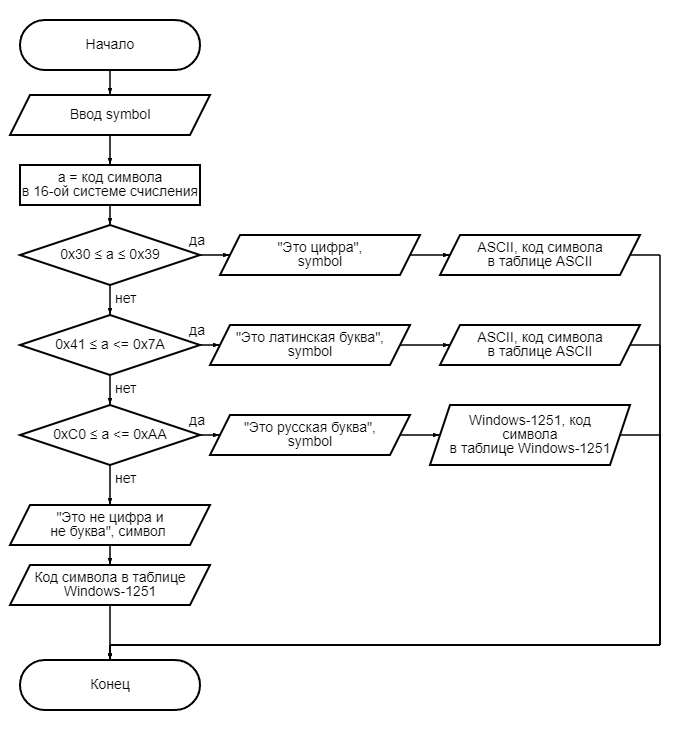 Начало
Ввод symbol
a = код символа
в 16-ой системе счисления
0x30 ≤ a ≤ 0x39
да
"Это цифра",
symbol
ASCII, код символа
в таблице ASCII
нет
0x41 ≤ a <= 0x7A
да
"Это латинская буква",
symbol
ASCII, код символа
в таблице ASCII
нет
0xC0 ≤ a <= 0xAA
да
"Это русская буква",
symbol
Windows-1251, код
символа
в таблице Windows-1251
нет
"Это не цифра и
не буква", символ
Код символа в таблице
Windows-1251
Конец